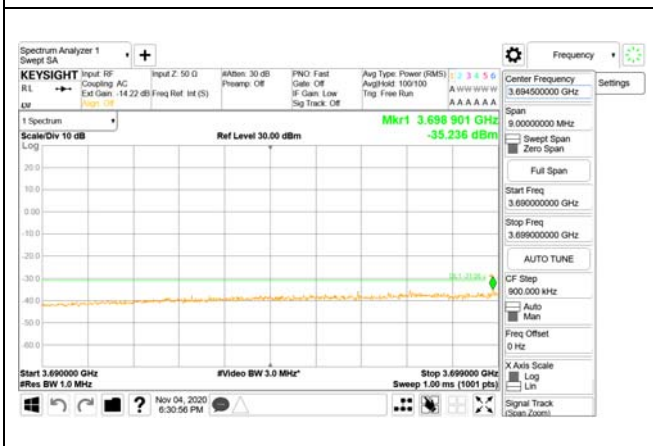 Spectrum Analyzer 1
Swept SA
+
Frequency
KEYSIGHT
RL
Input: RF
Coupling: AC
Ext Gain: -14.22 dB
Align: Off
Input Z: 50 Ω
Freq Ref: Int (S)
#Atten: 30 dB
Preamp: Off
PNO: Fast
Gate: Off
IF Gain: Low
Sig Track: Off
Avg Type: Power (RMS)
Avg|Hold: 100/100
Trig: Free Run
1 2 3 4 5 6
A W W W W W
A A A A A A
1 Spectrum
Scale/Div 10 dB
Log
Ref Level 30.00 dBm
Mkr1 3.698 901 GHz
-35.236 dBm
20.0
10.0
0.00
-10.0
-20.0
-30.0
-40.0
-50.0
-60.0
Start 3.690000 GHz
#Res BW 1.0 MHz
#Video BW 3.0 MHz*
Stop 3.699000 GHz
Sweep 1.00 ms (1001 pts)
Nov 04, 2020
6:30:56 PM
?
Center Frequency
3.694500000 GHz
Settings
Span
9.00000000 MHz
Swept Span
Zero Span
Full Span
Start Freq
3.690000000 GHz
Stop Freq
3.699000000 GHz
AUTO TUNE
CF Step
900.000 kHz
Auto
Man
Freq Offset
0 Hz
X Axis Scale
Log
Lin
Signal Track
(Span Zoom)